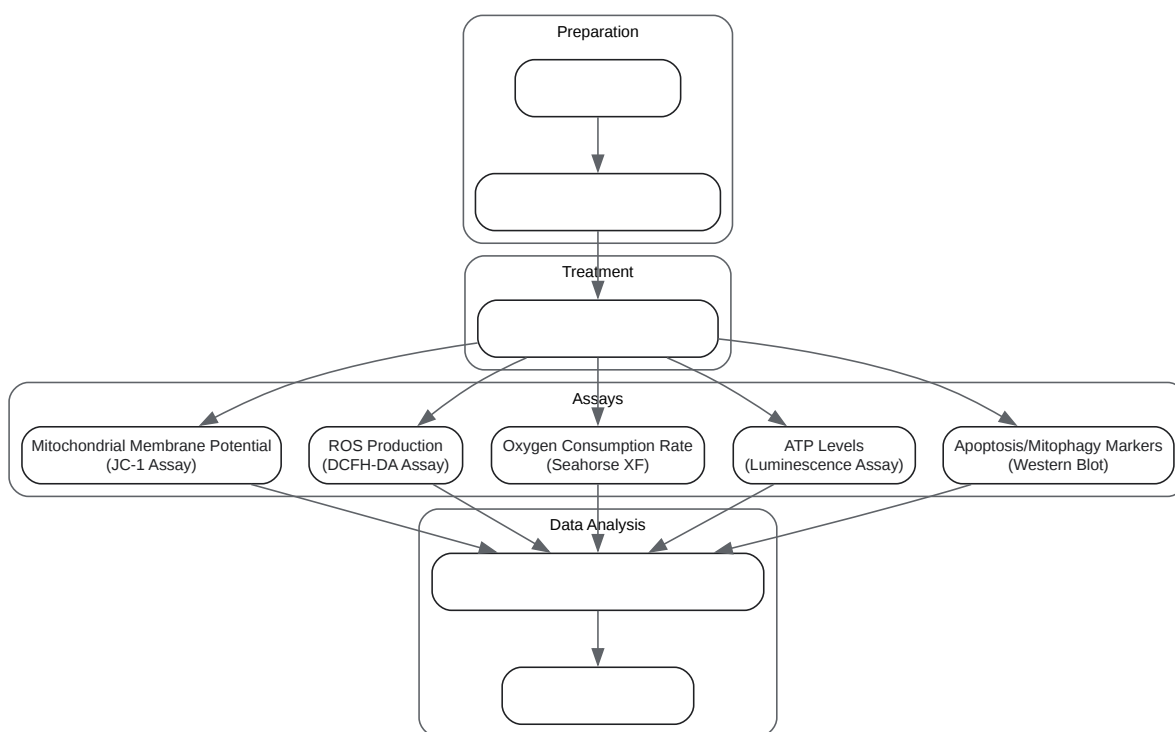 Preparation
Treatment
Assays
Mitochondrial Membrane Potential
(JC-1 Assay)
ROS Production
(DCFH-DA Assay)
Oxygen Consumption Rate
(Seahorse XF)
ATP Levels
(Luminescence Assay)
Apoptosis/Mitophagy Markers
(Western Blot)
Data Analysis